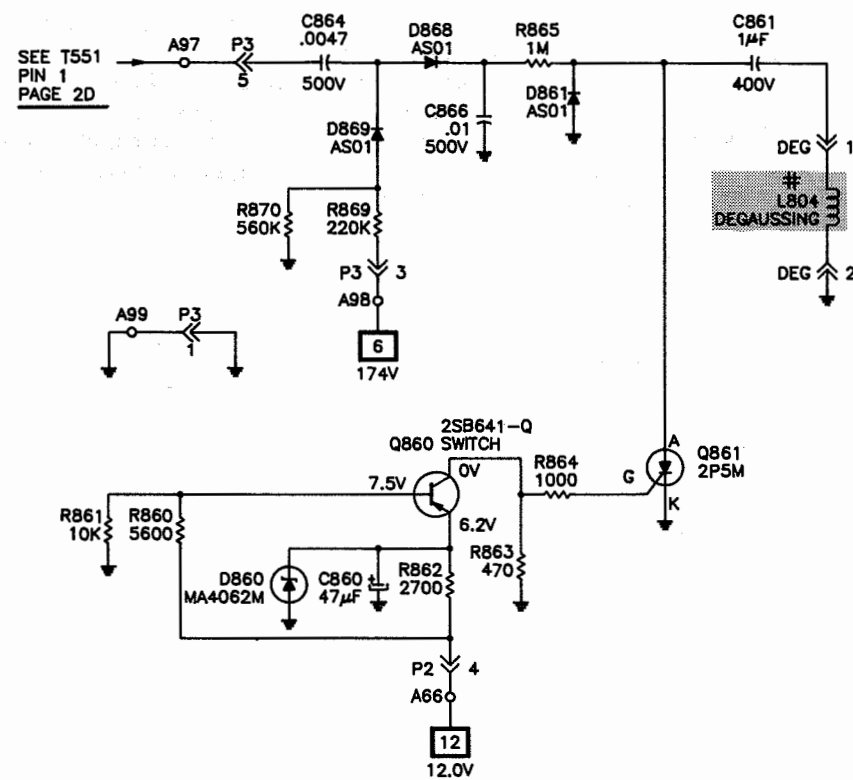 SEE T551
PIN 1
PAGE 2D
A97
P3
5
C864
.0047
500V
D868
AS01
R865
1M
C861
1µF
400V
D869
AS01
C866
.01
500V
D861
AS01
DEG 1
#
L804
DEGAUSSING
DEG 2
R870
560K
R869
220K
P3 3
A98
6
174V
A99
P3
1
2SB641-Q
Q860 SWITCH
0V
7.5V
6.2V
R864
1000
G
A
K
Q861
2P5M
R861
10K
R860
5600
D860
MA4062M
C860
47µF
+
R862
2700
R863
470
P2 4
A66
12
12.0V